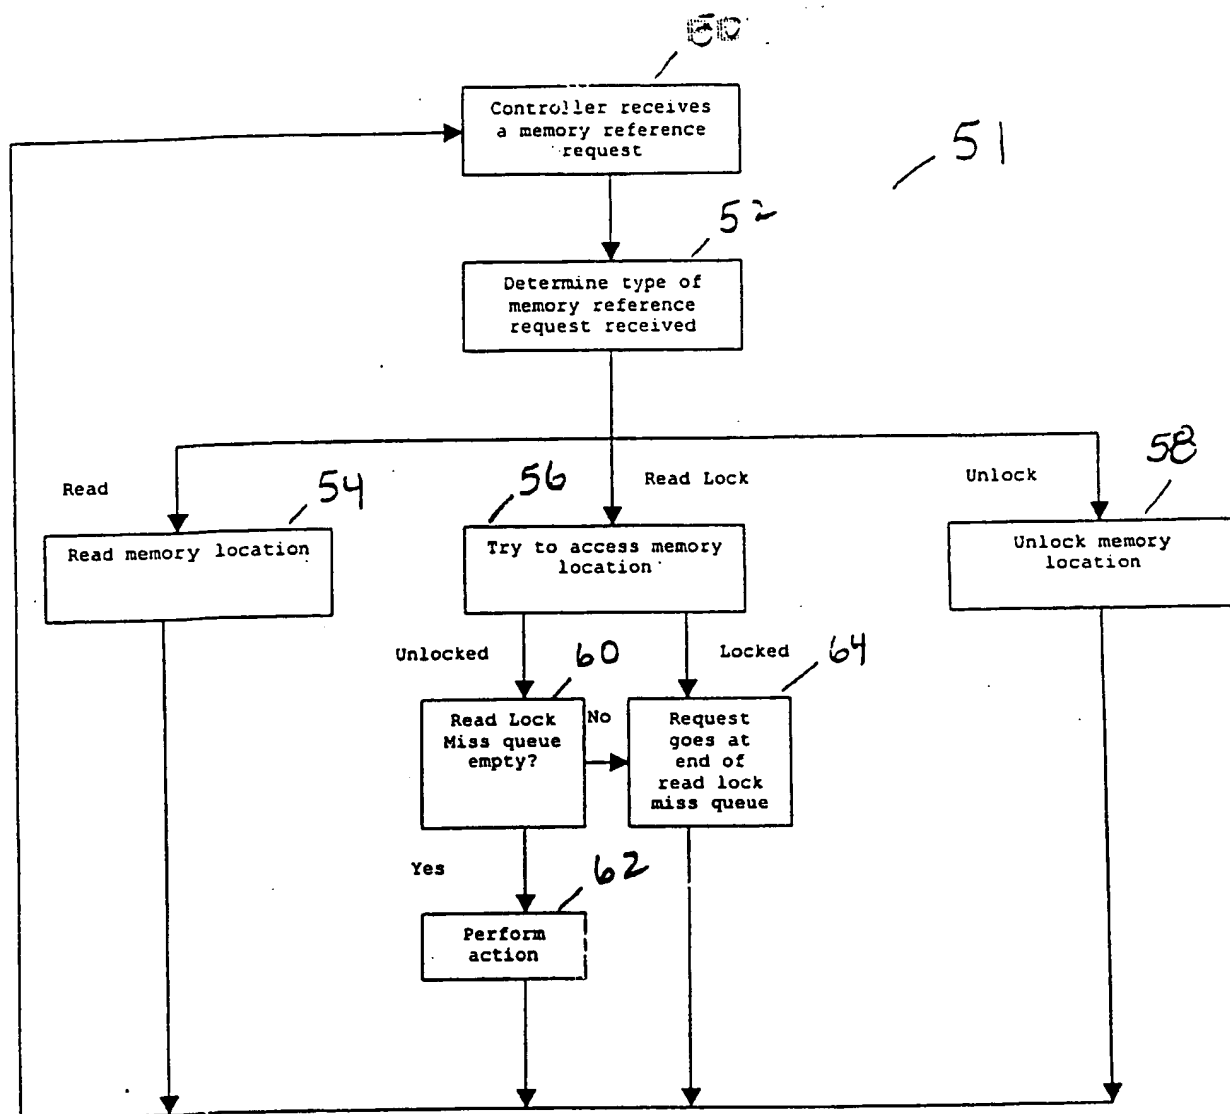 Controller receives
a memory reference
request
51
52
Determine type of
memory reference
request received
Read
54
56
Read Lock
Unlock
58
Read memory location
Try to access memory
location
Unlock memory
location
Unlocked
60
Locked
64
Read Lock
Miss queue
empty?
No
Request
goes at
end of
read lock
miss queue
Yes
62
Perform
action